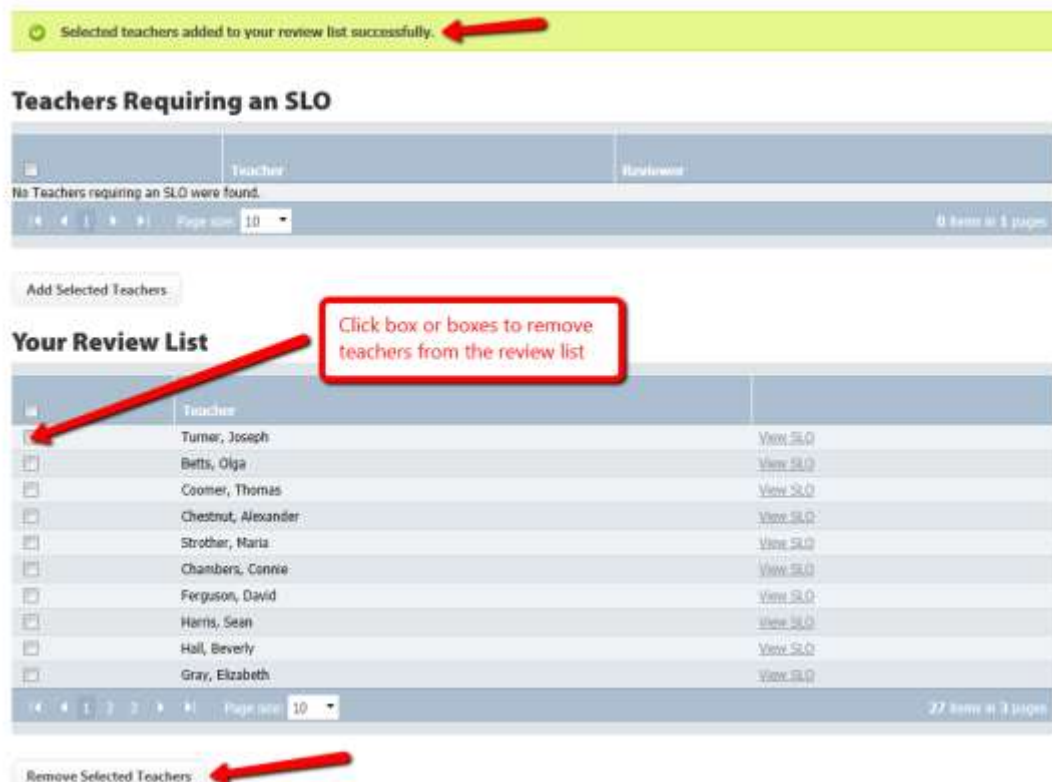 Selected teachers added to your review list successfully.
Teachers Requiring an SLO
Teacher Reviewer
No Teachers requiring an SLO were found.
1 Page size: 10 0 items in 1 pages
Add Selected Teachers
Click box or boxes to remove
teachers from the review list
Your Review List
Teacher
Turner, Joseph View SLO
Betts, Olga View SLO
Coomer, Thomas View SLO
Chestnut, Alexander View SLO
Strother, Maria View SLO
Chambers, Connie View SLO
Ferguson, David View SLO
Harris, Sean View SLO
Hall, Beverly View SLO
Gray, Elizabeth View SLO
1 2 3 Page size: 10 27 items in 3 pages
Remove Selected Teachers